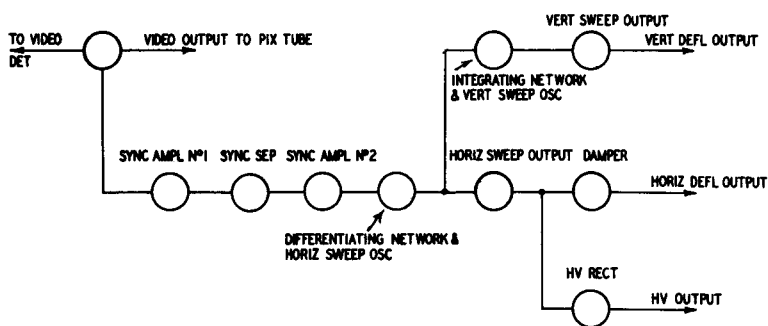 VERT SWEEP OUTPUT
TO VIDEO
DET
VIDEO OUTPUT TO PIX TUBE
VERT DEFL OUTPUT
INTEGRATING NETWORK
& VERT SWEEP OSC
SYNC AMPL Nº1
SYNC SEP
SYNC AMPL Nº2
HORIZ SWEEP OUTPUT
DAMPER
HORIZ DEFL OUTPUT
DIFFERENTIATING NETWORK &
HORIZ SWEEP OSC
HV RECT
HV OUTPUT